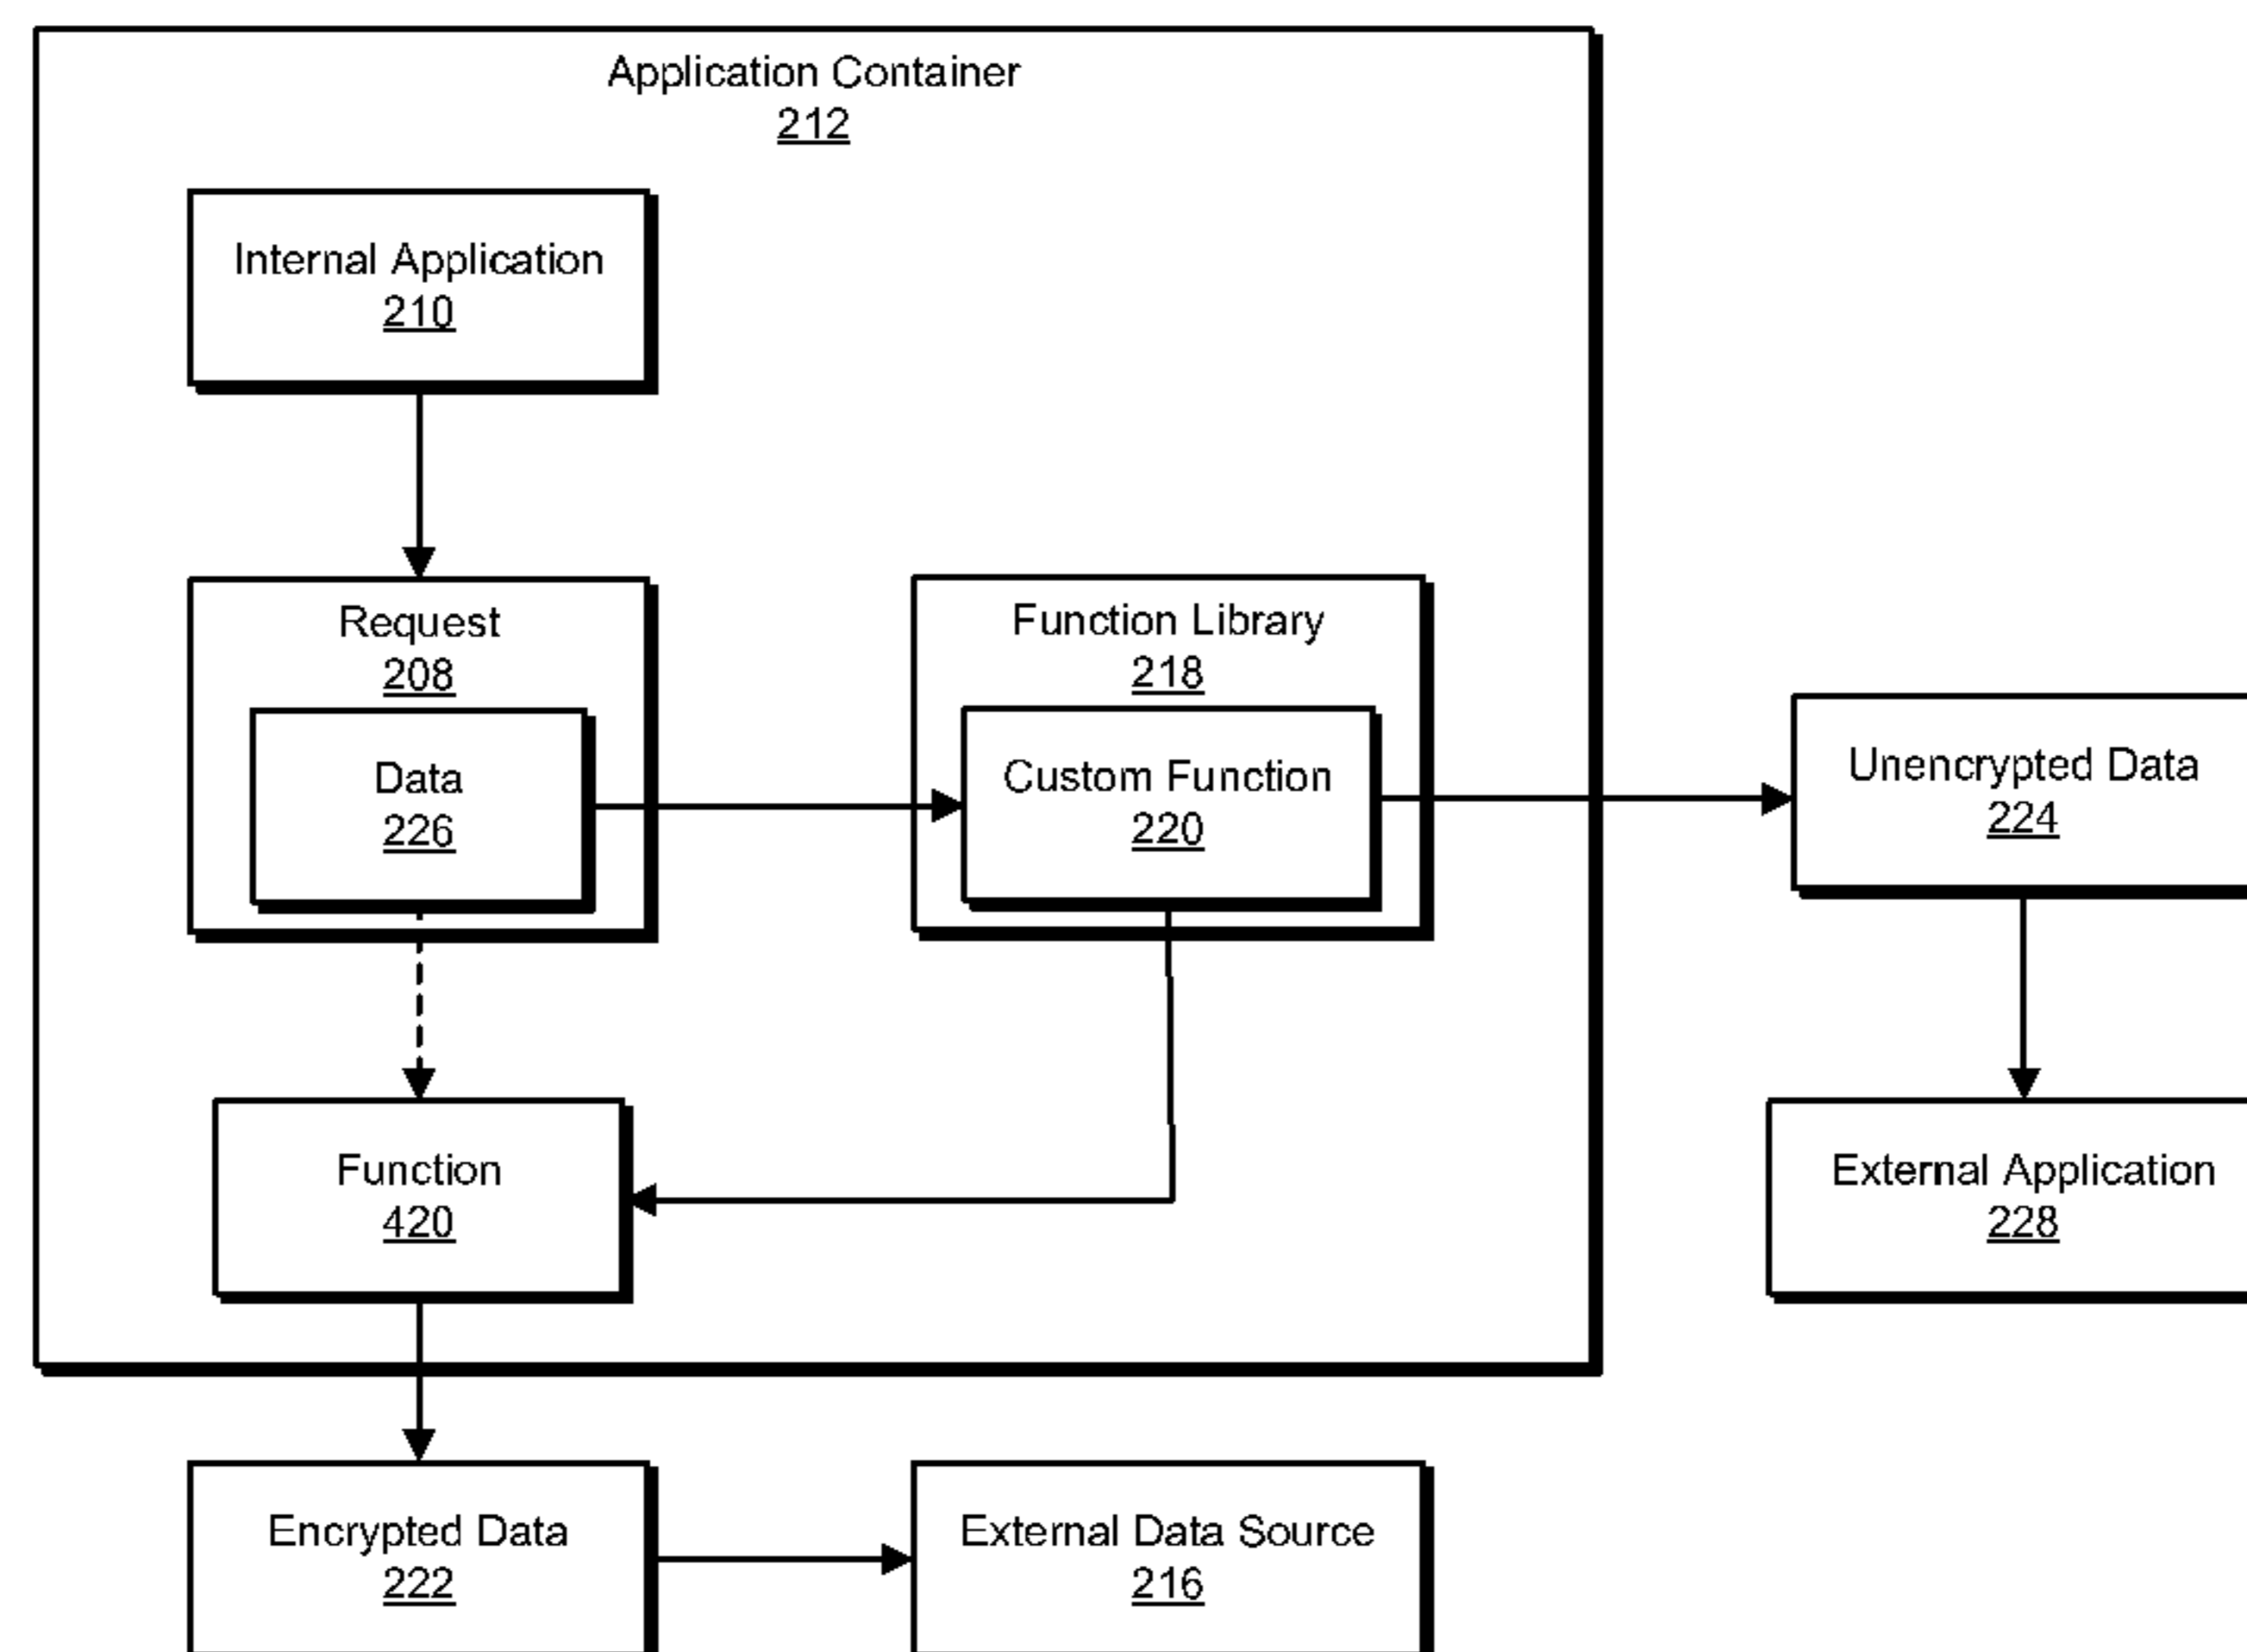 Application Container
212
Internal Application
210
Request
208
Data
226
Function Library
218
Custom Function
220
Unencrypted Data
224
Function
420
External Application
228
Encrypted Data
222
External Data Source
216